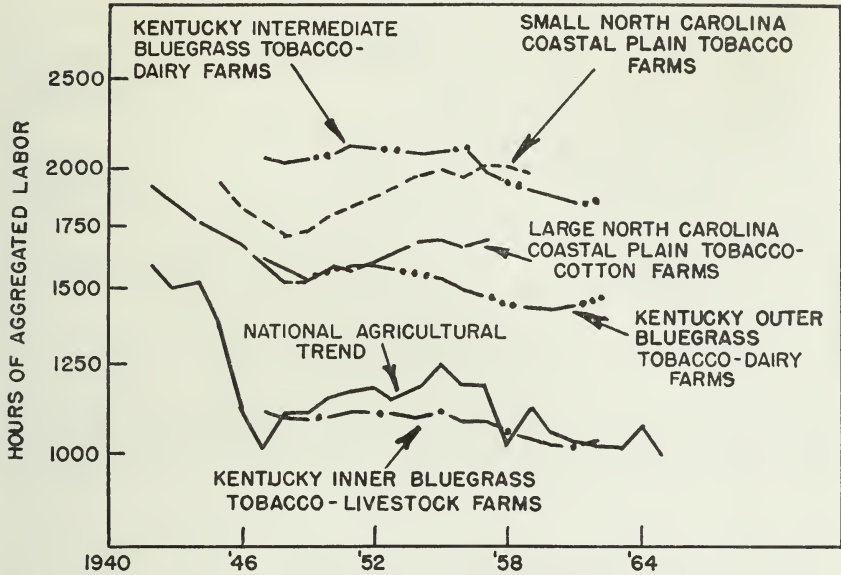 KENTUCKY INTERMEDIATE
BLUEGRASS TOBACCO-
DAIRY FARMS
SMALL NORTH CAROLINA
COASTAL PLAIN TOBACCO
FARMS
HOURS OF AGGREGATED LABOR
2500
2000
1750
1500
1250
1000
LARGE NORTH CAROLINA
COASTAL PLAIN TOBACCO-
COTTON FARMS
NATIONAL AGRICULTURAL
TREND
KENTUCKY OUTER
BLUEGRASS
TOBACCO-DAIRY
FARMS
KENTUCKY INNER BLUEGRASS
TOBACCO-LIVESTOCK FARMS
1940 '46 '52 '58 '64